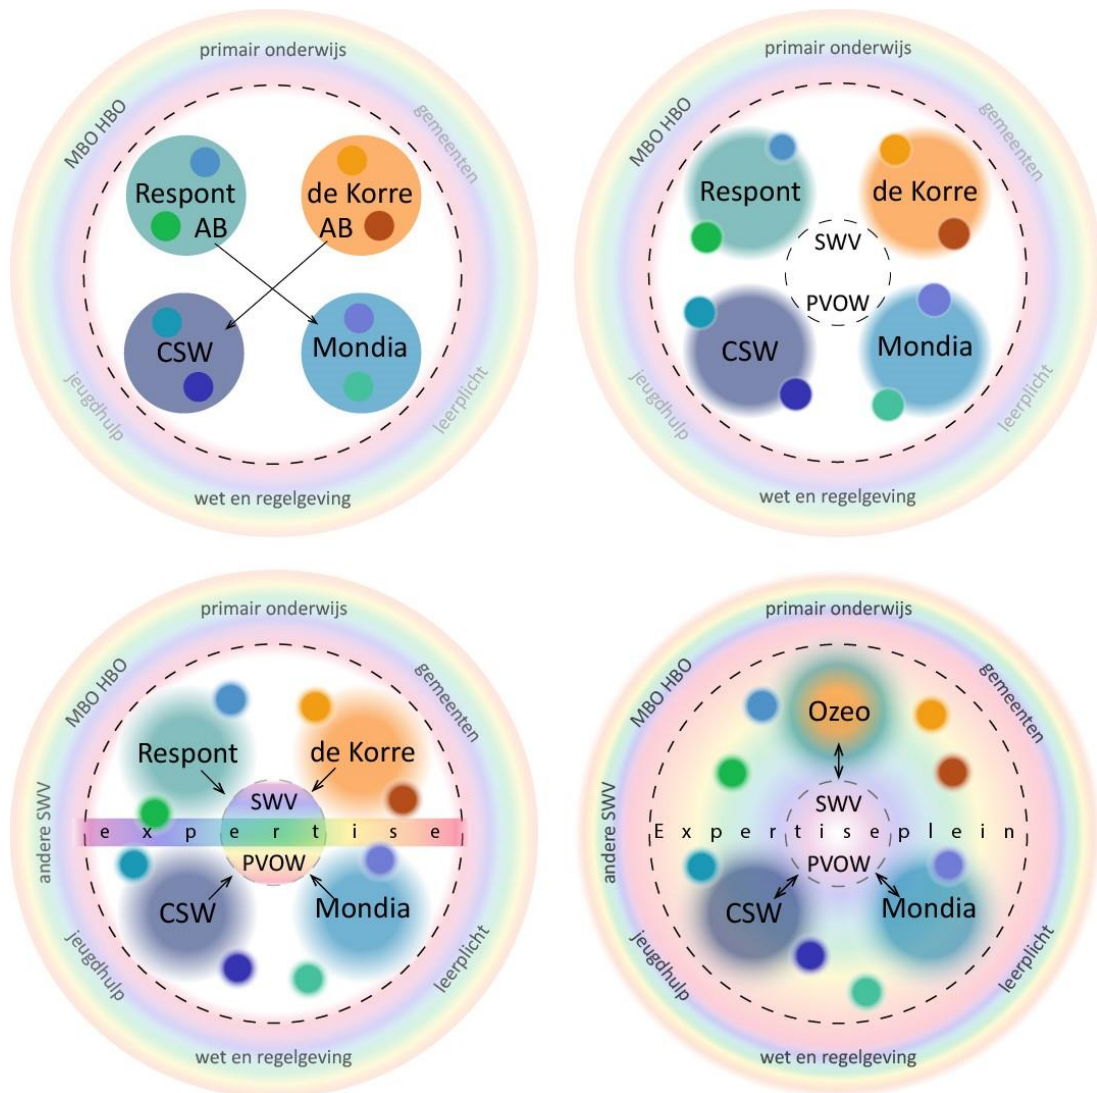 primair onderwijs
MBO HBO
gemeenten
Respont
de Korre
AB
AB
CSW
Mondia
jeugdhulp
leerplicht
wet en regelgeving
primair onderwijs
MBO HBO
gemeenten
Respont
de Korre
SWV
PVOW
CSW
Mondia
jeugdhulp
leerplicht
wet en regelgeving
primair onderwijs
MBO HBO
gemeenten
Respont
de Korre
SWV
andere SWV
e x p e r t i s e
PVOW
CSW
Mondia
jeugdhulp
leerplicht
wet en regelgeving
primair onderwijs
MBO HBO
gemeenten
Ozeo
SWV
andere SWV
E x p e r t i s e p l e i n
PVOW
CSW
Mondia
jeugdhulp
leerplicht
wet en regelgeving